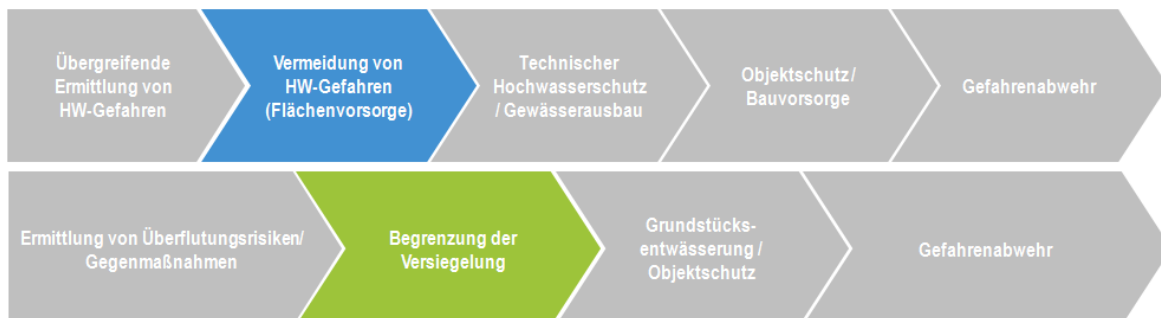 Übergreifende
Ermittlung von
HW-Gefahren
Vermeidung von
HW-Gefahren
(Flächenvorsorge)
Technischer
Hochwasserschutz
/ Gewässerausbau
Objektschutz /
Bauvorsorge
Gefahrenabwehr
Ermittlung von Überflutungsrisiken/
Gegenmaßnahmen
Begrenzung der
Versiegelung
Grundstücks-
entwässerung /
Objektschutz
Gefahrenabwehr